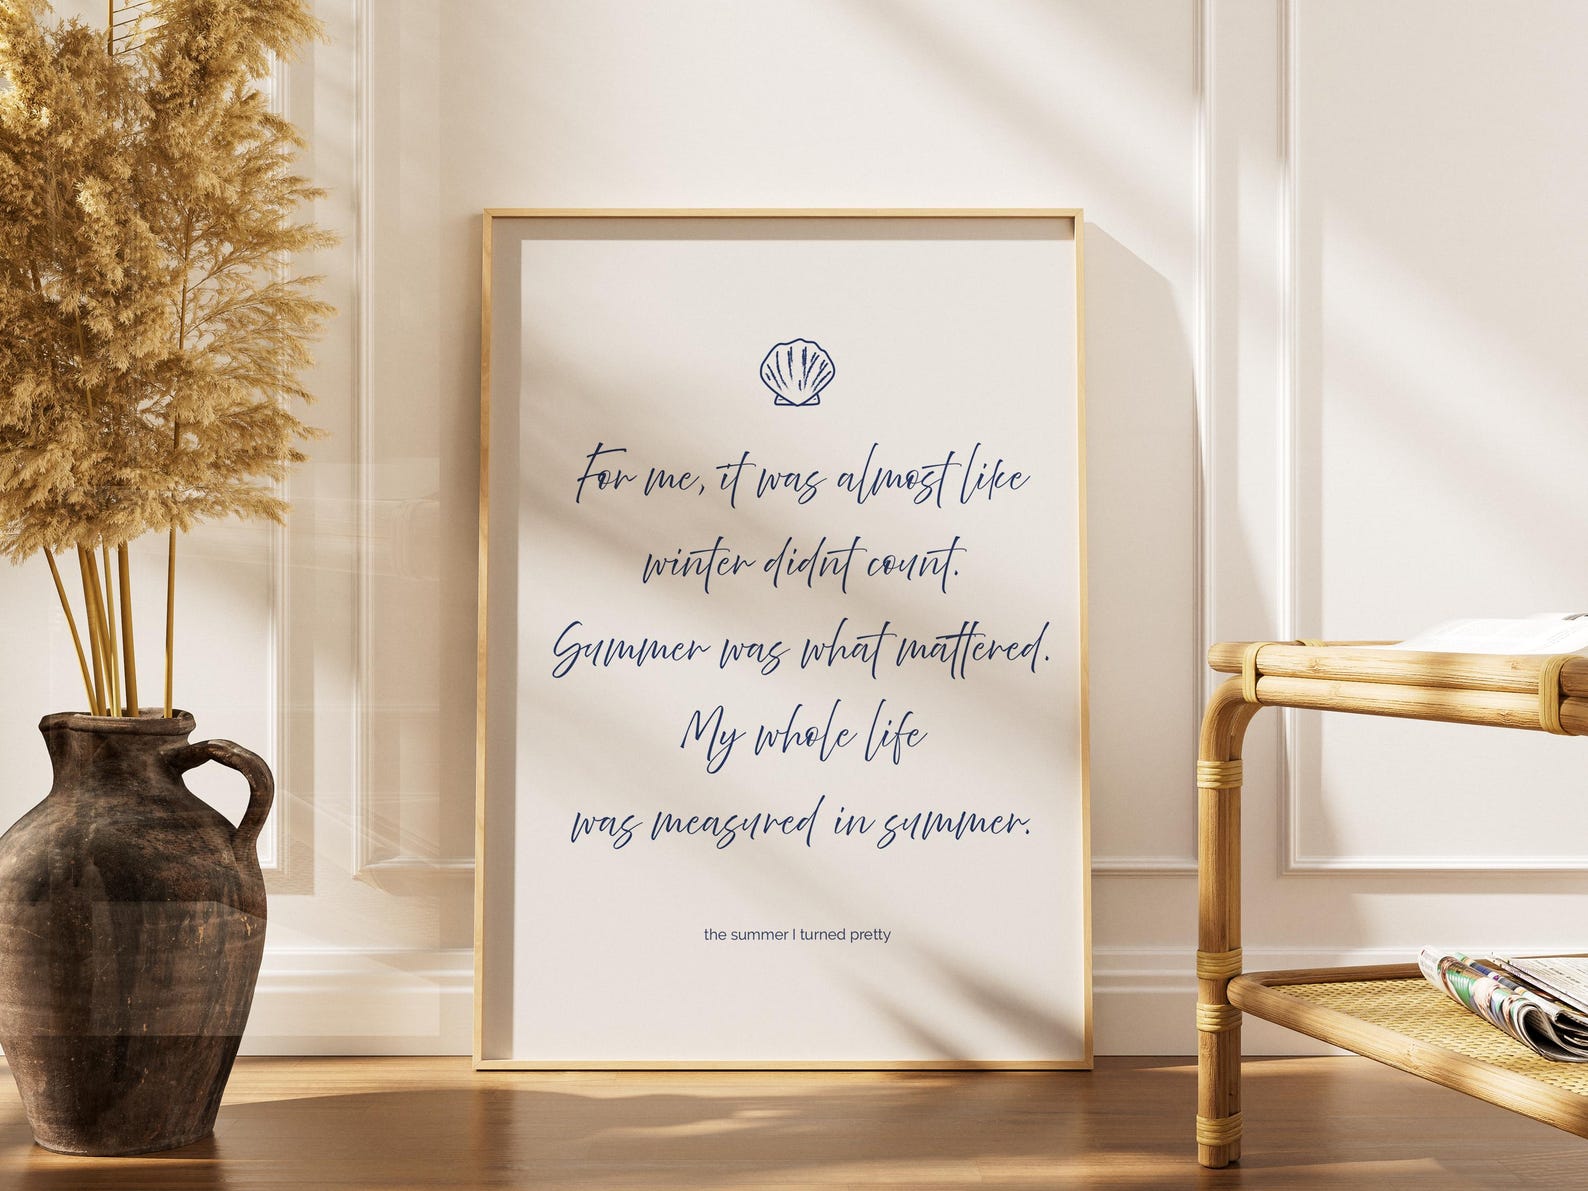 For me, it was almost like
winter didnt count.
Summer was what mattered.
My whole life
was measured in summer.
the summer I turned pretty